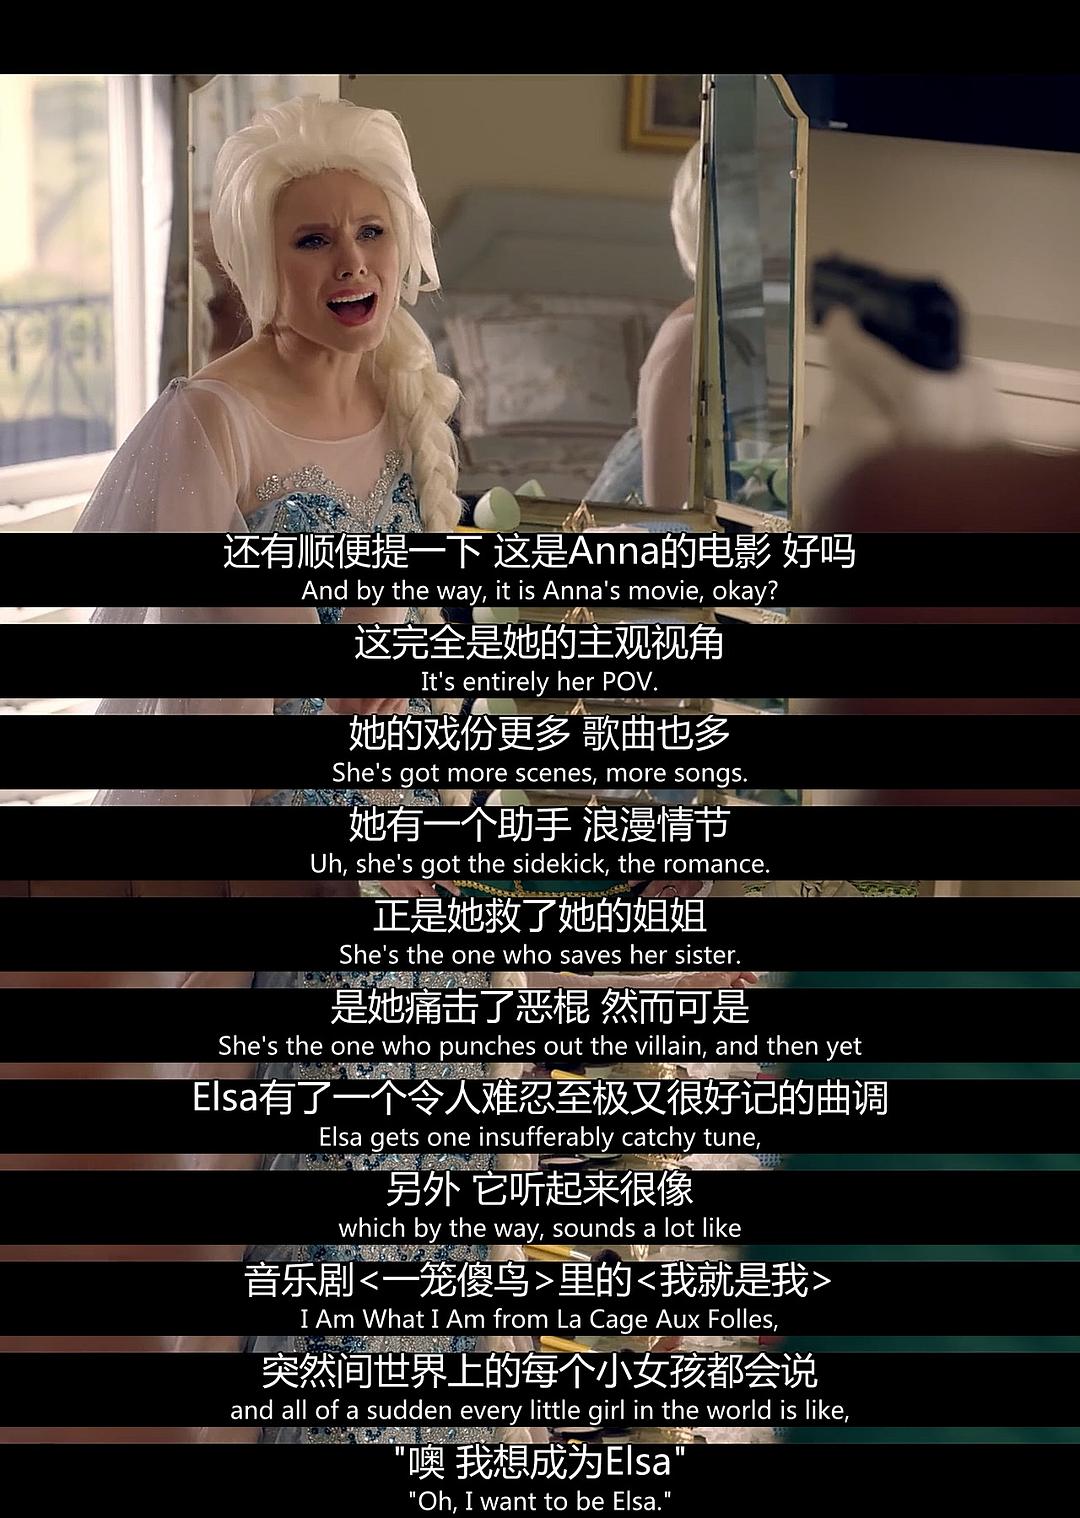 还有顺便提一下 这是Anna的电影 好吗
And by the way, it is Anna's movie, okay?
这完全是她的主观视角
It's entirely her POV.
她的戏份更多 歌曲也多
She's got more scenes, more songs.
她有一个助手 浪漫情节
Uh, she's got the sidekick, the romance.
正是她救了她的姐姐
She's the one who saves her sister.
是她痛击了恶棍 然而可是
She's the one who punches out the villain, and then yet
Elsa有了一个令人难忍至极又很好记的曲调
Elsa gets one insufferably catchy tune,
另外 它听起来很像
which by the way, sounds a lot like
音乐剧<一笼傻鸟>里的<我就是我>
I Am What I Am from La Cage Aux Folles,
突然间世界上的每个小女孩都会说
and all of a sudden every little girl in the world is like,
"噢 我想成为Elsa"
"Oh, I want to be Elsa."